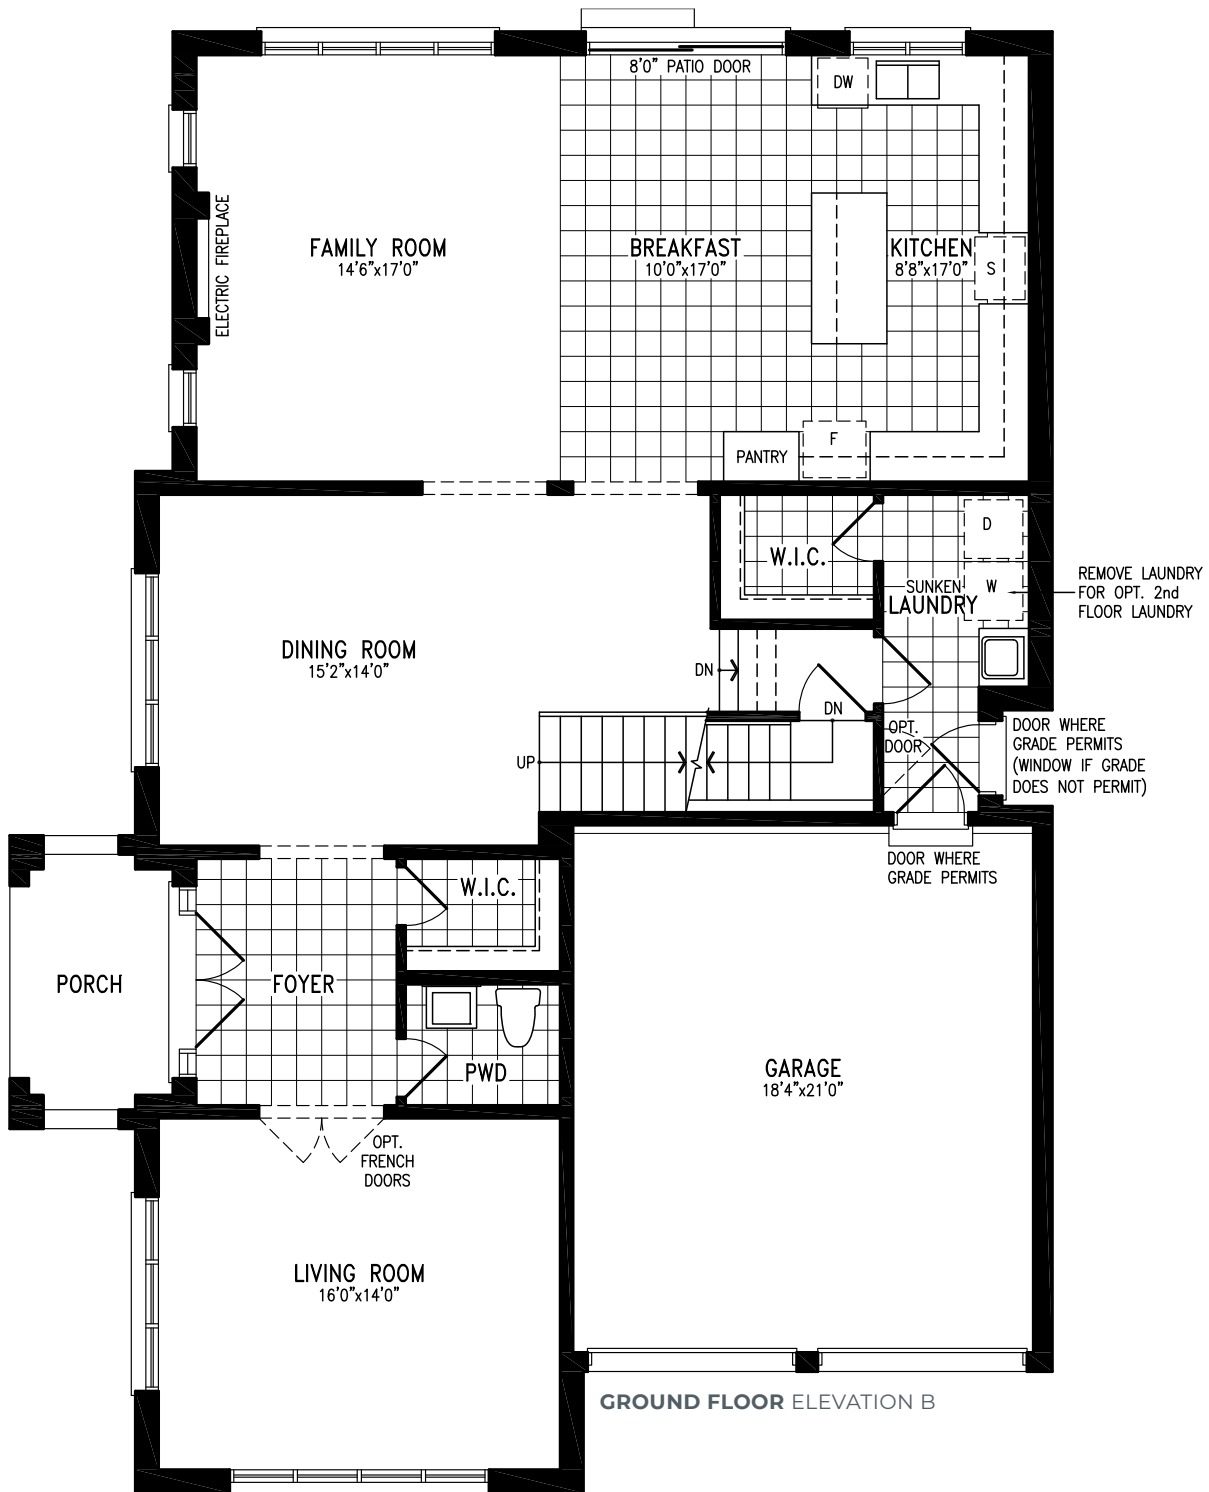 8'0" PATIO DOOR
DW
ELECTRIC FIREPLACE
FAMILY ROOM
14'6"x17'0"
BREAKFAST
10'0"x17'0"
KITCHEN
8'8"x17'0"
S
PANTRY
F
W.I.C.
D
SUNKEN
LAUNDRY
W
REMOVE LAUNDRY
FOR OPT. 2nd
FLOOR LAUNDRY
DINING ROOM
15'2"x14'0"
DN
DN
UP
OPT.
DOOR
DOOR WHERE
GRADE PERMITS
(WINDOW IF GRADE
DOES NOT PERMIT)
DOOR WHERE
GRADE PERMITS
W.I.C.
PORCH
FOYER
PWD
GARAGE
18'4"x21'0"
OPT.
FRENCH
DOORS
LIVING ROOM
16'0"x14'0"
GROUND FLOOR ELEVATION B